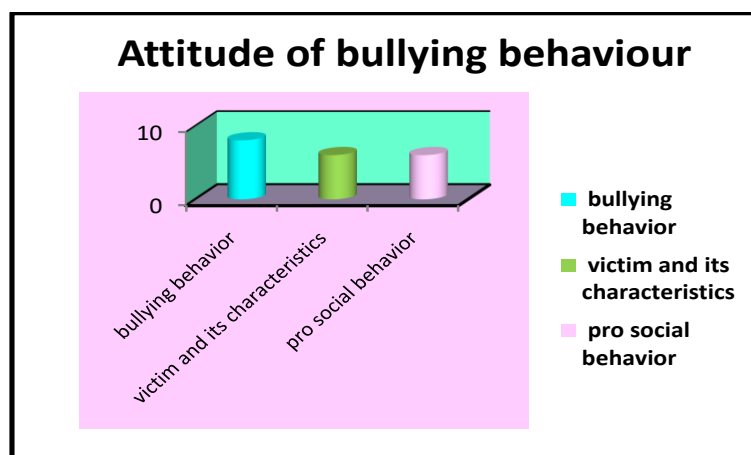 Attitude of bullying behaviour
10
0
bullying behavior
victim and its characteristics
pro social behavior
bullying
behavior
victim and its
characteristics
pro social
behavior